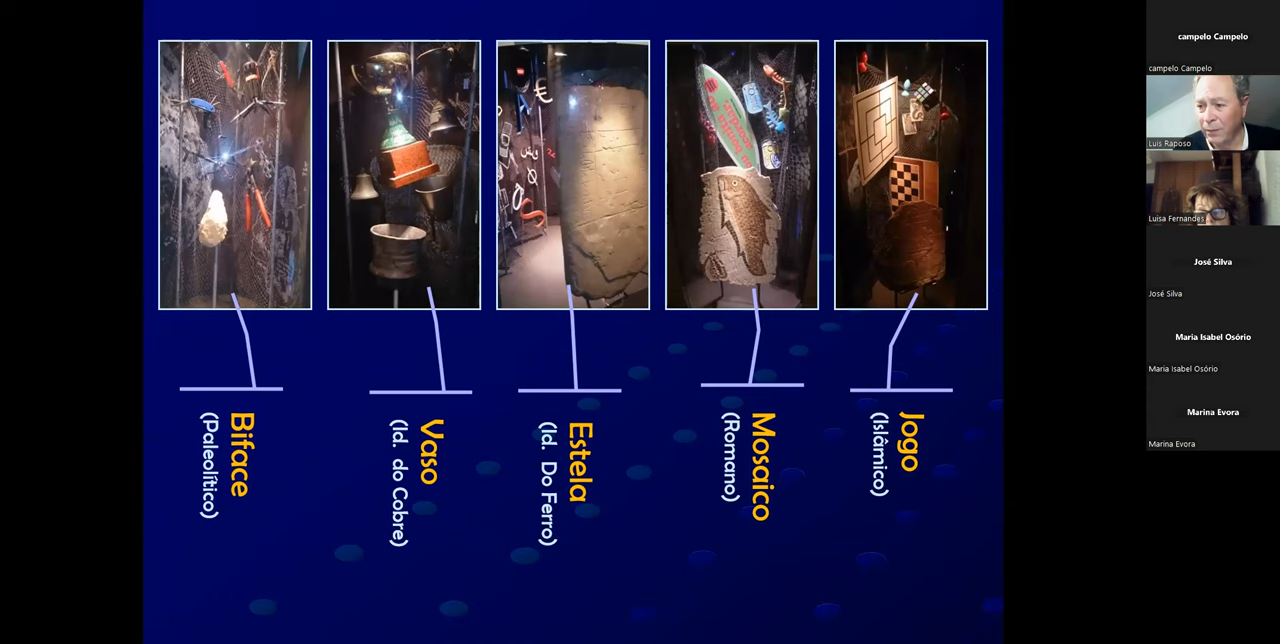 Biface
(Paleolítico)
Vaso
(Id. do Cobre)
Estela
(Id. Do Ferro)
Mosaico
(Romano)
Jogo
(Islâmico)
€
campelo Campelo
campelo Campelo
Luis Raposo
Luisa Fernandes
José Silva
José Silva
Maria Isabel Osório
Maria Isabel Osório
Marina Evora
Marina Evora